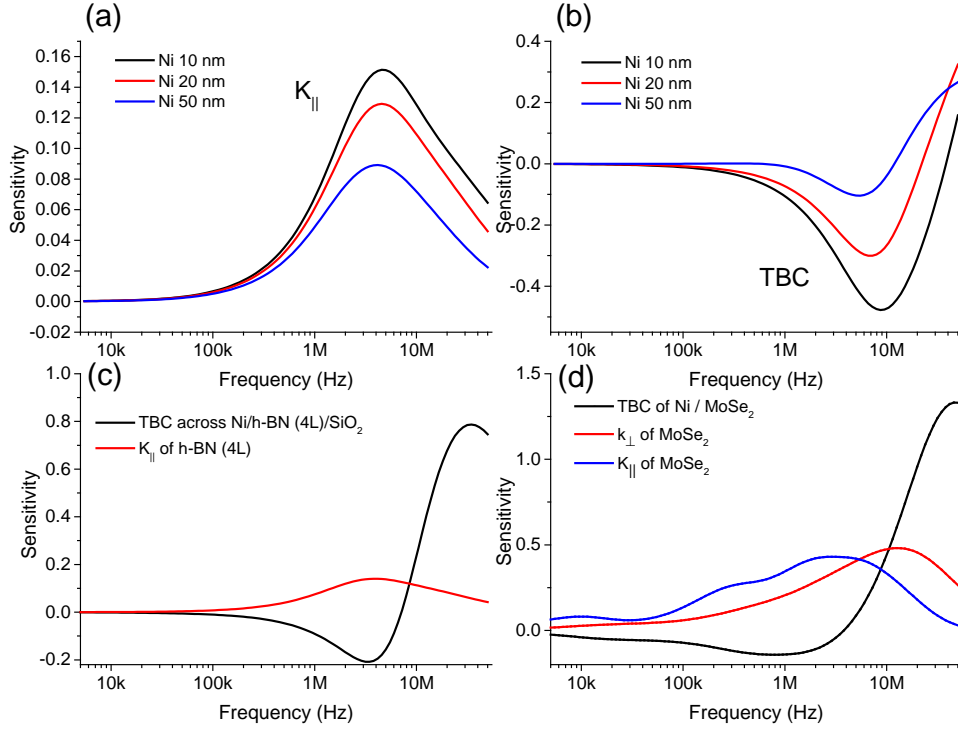 (a)
Ni 10 nm
Ni 20 nm
Ni 50 nm
K||
Sensitivity
0.16
0.14
0.12
0.10
0.08
0.06
0.04
0.02
0.00
-0.02
10k
100k
1M
10M
Frequency (Hz)
(b)
Ni 10 nm
Ni 20 nm
Ni 50 nm
TBC
Sensitivity
0.4
0.2
0.0
-0.2
-0.4
10k
100k
1M
10M
Frequency (Hz)
(c)
TBC across Ni/h-BN (4L)/SiO₂
K|| of h-BN (4L)
Sensitivity
1.0
0.8
0.6
0.4
0.2
0.0
-0.2
10k
100k
1M
10M
Frequency (Hz)
(d)
TBC of Ni / MoSe₂
k⊥ of MoSe₂
K|| of MoSe₂
Sensitivity
1.5
1.0
0.5
0.0
10k
100k
1M
10M
Frequency (Hz)